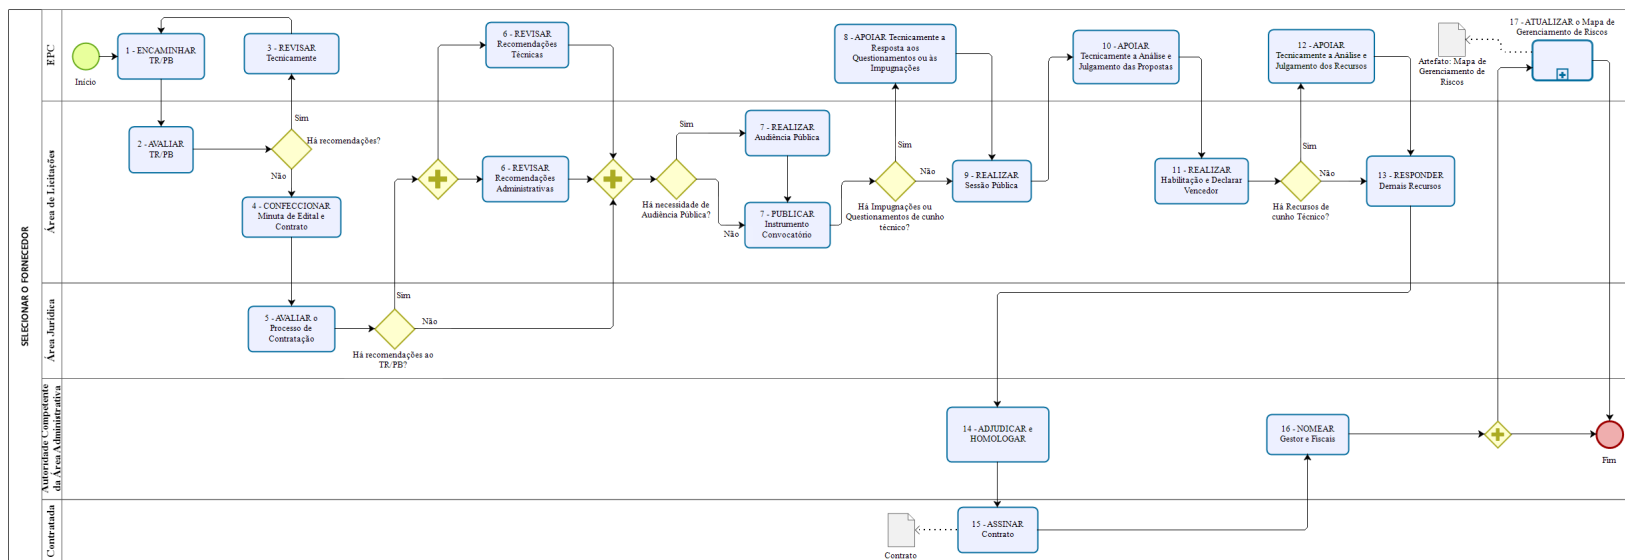 SELECIONAR O FORNECEDOR
EPC
Início
1 - ENCAMINHAR
TR/PB
3 - REVISAR
Tecnicamente
6 - REVISAR
Recomendações
Técnicas
8 - APOIAR Tecnicamente a
Resposta aos
Questionamentos ou às
Impugnações
10 - APOIAR
Tecnicamente a Análise e
Julgamento das Propostas
12 - APOIAR
Tecnicamente a Análise e
Julgamento dos Recursos
Artefato: Mapa de
Gerenciamento de
Riscos
17 - ATUALIZAR o Mapa de
Gerenciamento de Riscos
Área de Licitações
2 - AVALIAR
TR/PB
Sim
Há recomendações?
Não
4 - CONFECCIONAR
Minuta de Edital e
Contrato
6 - REVISAR
Recomendações
Administrativas
Há necessidade de
Audiência Pública?
Sim
Não
7 - REALIZAR
Audiência Pública
7 - PUBLICAR
Instrumento
Convocatório
Sim
Não
Há Impugnações ou
Questionamentos de cunho
técnico?
9 - REALIZAR
Sessão Pública
11 - REALIZAR
Habilitação e Declarar
Vencedor
Sim
Não
Há Recursos de
cunho Técnico?
13 - RESPONDER
Demais Recursos
Área Jurídica
5 - AVALIAR o
Processo de
Contratação
Sim
Não
Há recomendações ao
TR/PB?
Autoridade Competente
da Área Administrativa
14 - ADJUDICAR e
HOMOLOGAR
16 - NOMEAR
Gestor e Fiscais
Fim
Contratada
Contrato
15 - ASSINAR
Contrato